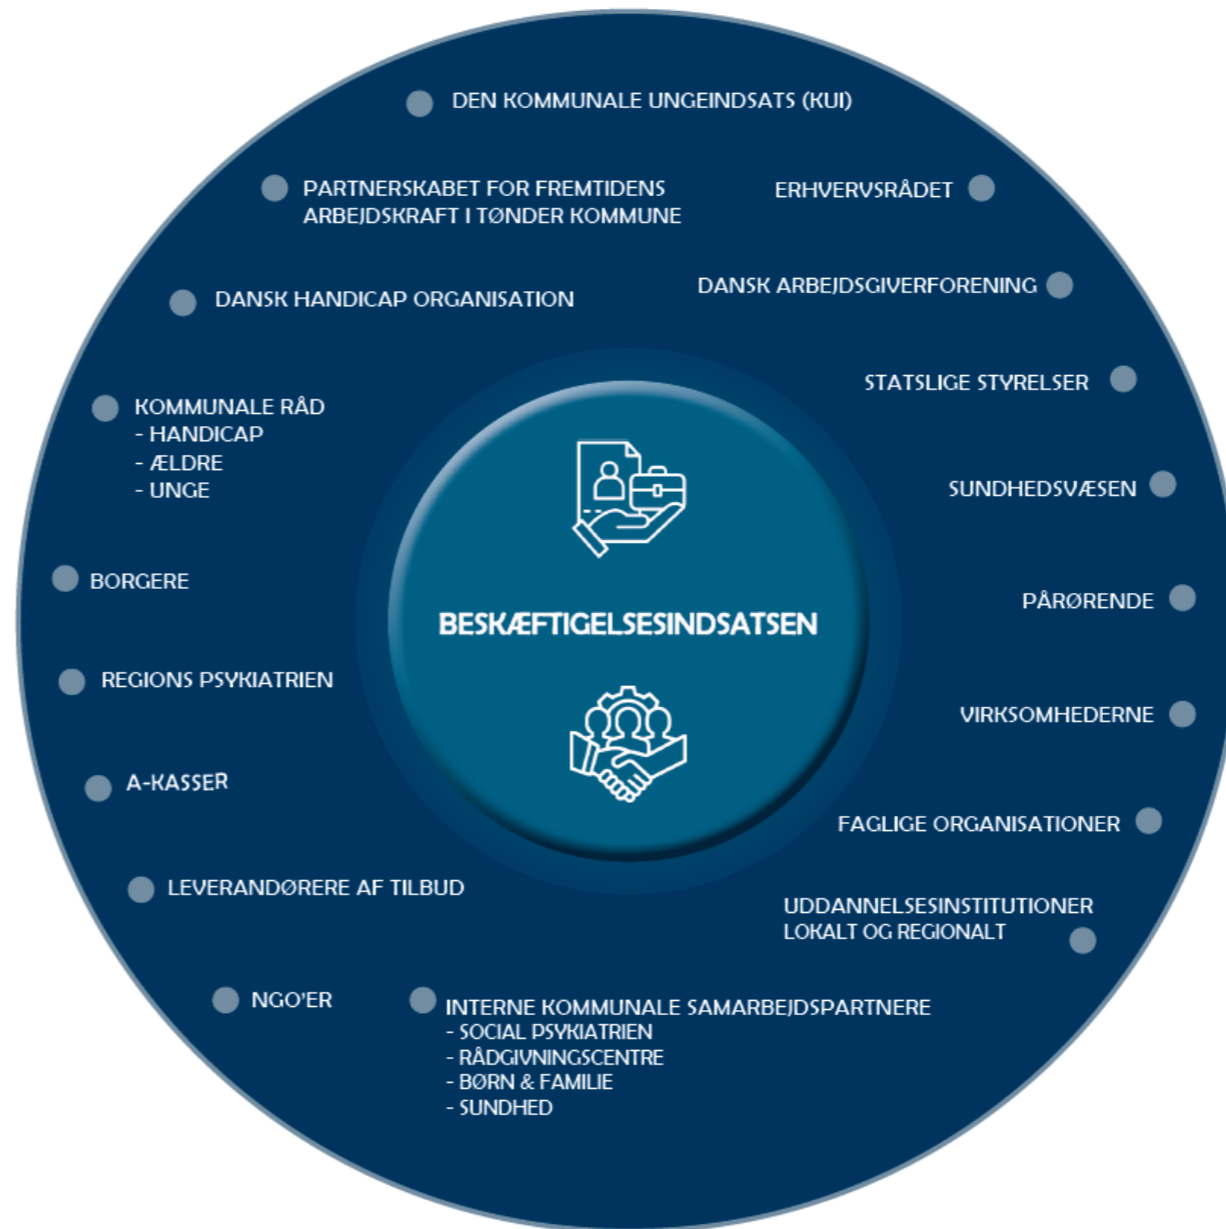 DEN KOMMUNALE UNGEINDSATS (KUI)
PARTNERSKABET FOR FREMTIDENS
ARBEJDSKRAFT I TØNDER KOMMUNE
ERHVERVSRÅDET
DANSK HANDICAP ORGANISATION
DANSK ARBEJDSGIVERFORENING
STATSLIGE STYRELSER
KOMMUNALE RÅD
- HANDICAP
- ÆLDRE
- UNGE
SUNDHEDSVÆSEN
BORGERE
PÅRØRENDE
BESKÆFTIGELSESINDSATSEN
REGIONS PSYKIATRIEN
VIRKSOMHEDERNE
A-KASSER
FAGLIGE ORGANISATIONER
LEVERANDØRERE AF TILBUD
UDDANNELSESINSTITUTIONER
LOKALT OG REGIONALT
NGO'ER
INTERNE KOMMUNALE SAMARBEJDSPARTNERE
- SOCIAL PSYKIATRIEN
- RÅDGIVNINGSCENTRE
- BØRN & FAMILIE
- SUNDHED